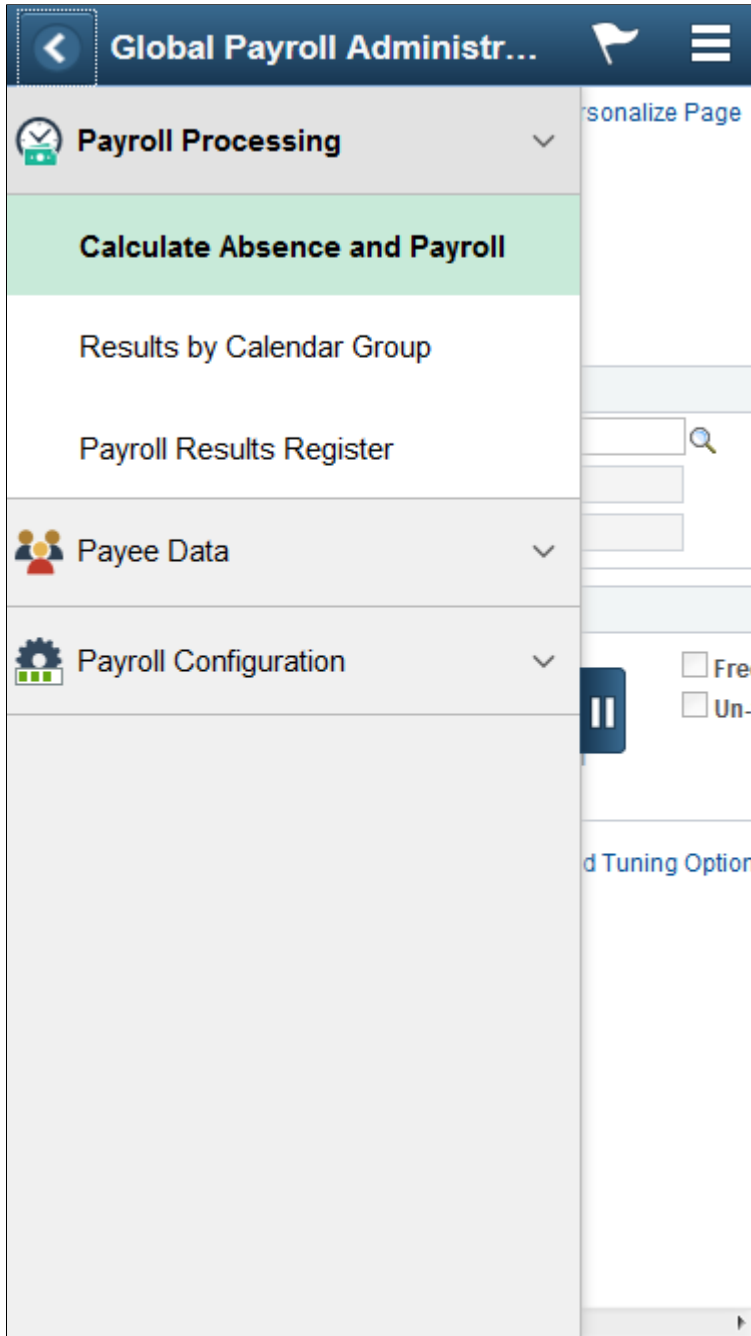 Global Payroll Administr...
rsonalize Page
Payroll Processing
Calculate Absence and Payroll
Results by Calendar Group
Payroll Results Register
Payee Data
Payroll Configuration
Fre
Un-
d Tuning Option